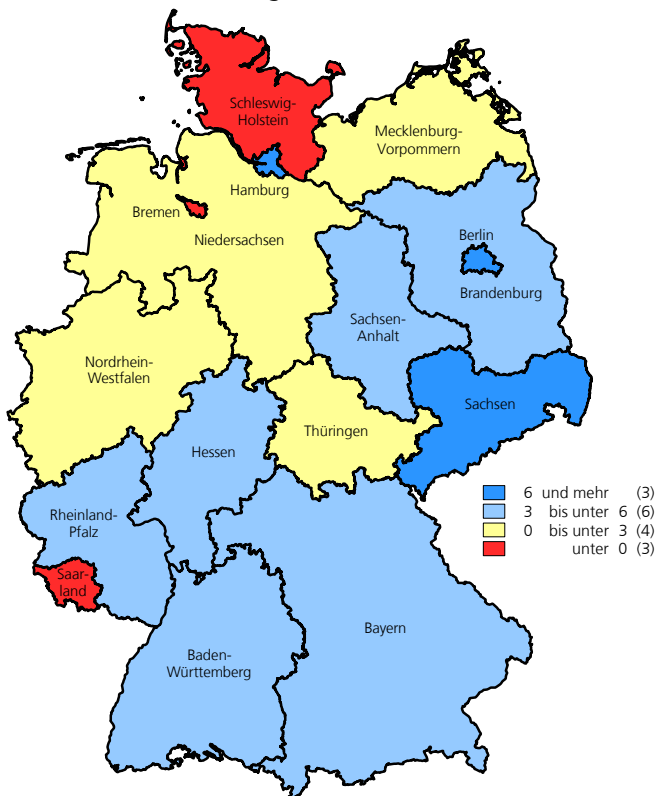 Schleswig-
Holstein
Mecklenburg-
Vorpommern
Hamburg
Bremen
Niedersachsen
Berlin
Brandenburg
Sachsen-
Anhalt
Nordrhein-
Westfalen
Sachsen
Thüringen
Hessen
6 und mehr (3)
3 bis unter 6 (6)
0 bis unter 3 (4)
unter 0 (3)
Rheinland-
Pfalz
Saar-
land
Bayern
Baden-
Württemberg